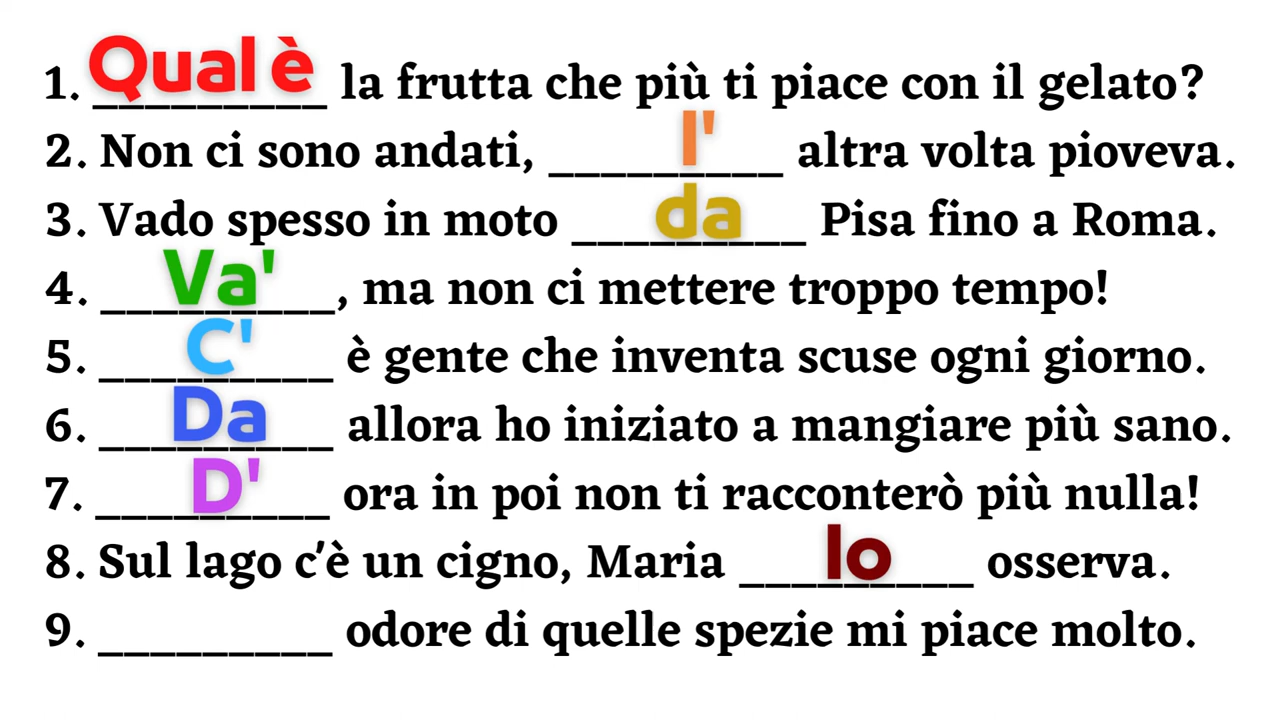 1. Qual è la frutta che più ti piace con il gelato?
2. Non ci sono andati, l' altra volta pioveva.
3. Vado spesso in moto da Pisa fino a Roma.
4. Va', ma non ci mettere troppo tempo!
5. C' è gente che inventa scuse ogni giorno.
6. Da allora ho iniziato a mangiare più sano.
7. D' ora in poi non ti racconterò più nulla!
8. Sul lago c'è un cigno, Maria lo osserva.
9. _________ odore di quelle spezie mi piace molto.